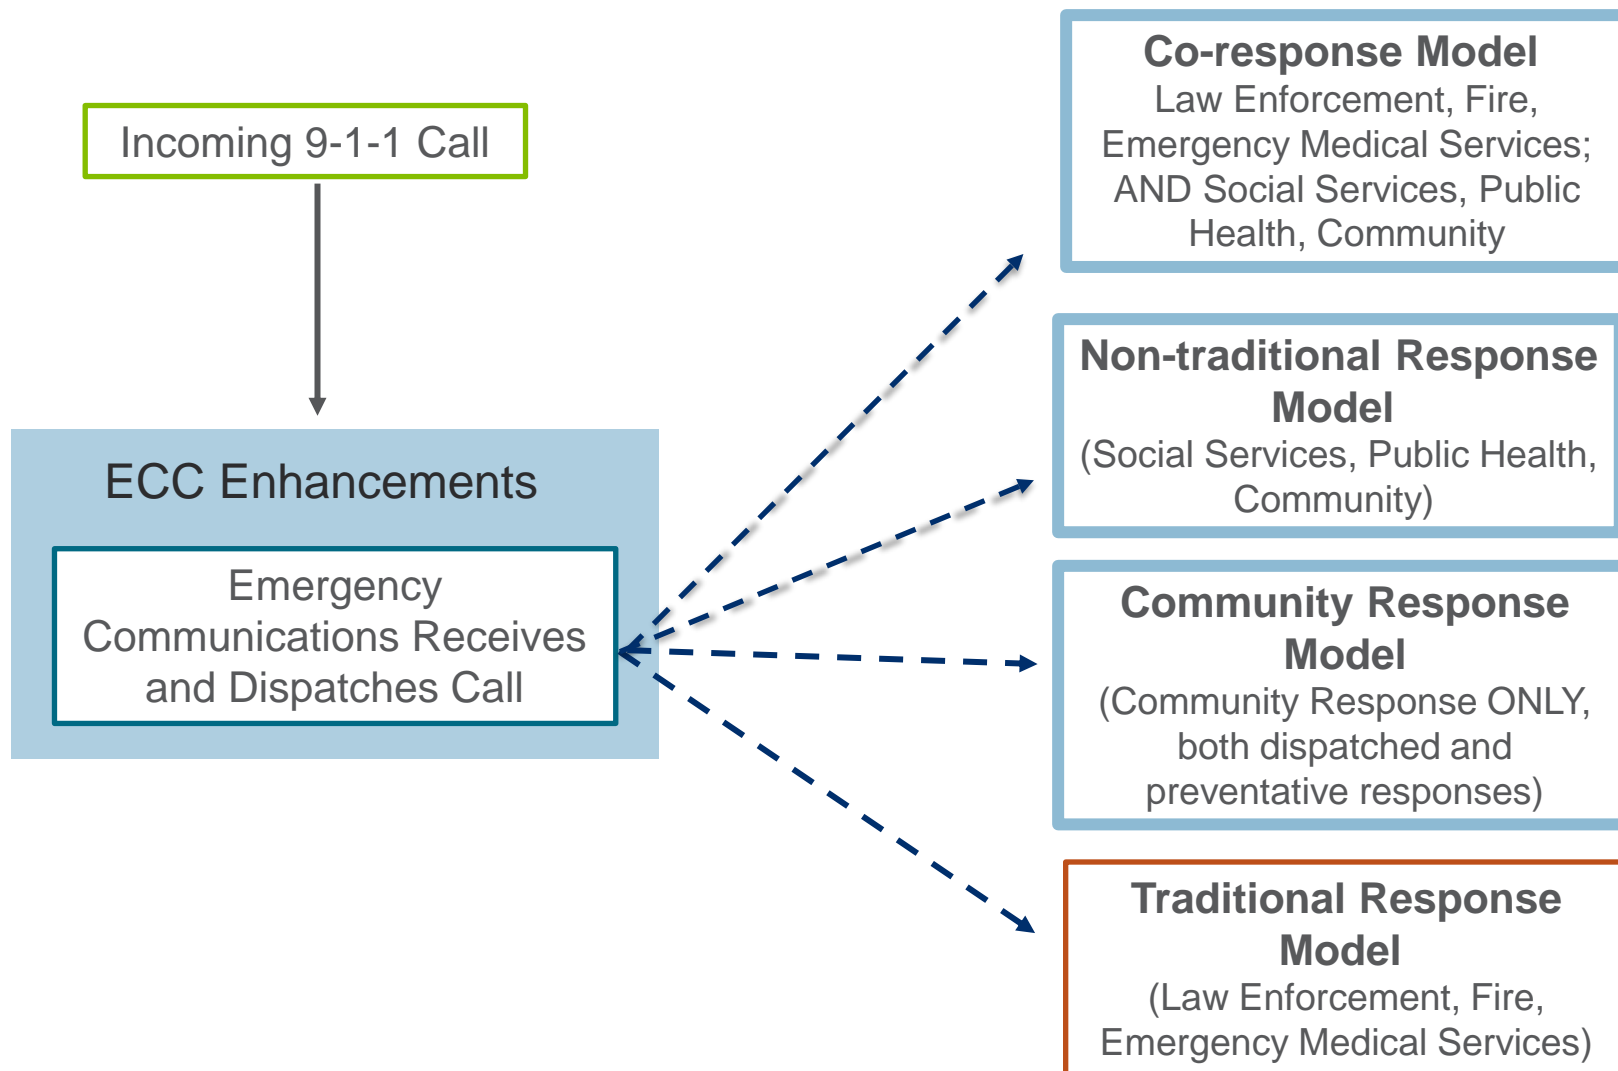 Incoming 9-1-1 Call
ECC Enhancements
Emergency
Communications Receives
and Dispatches Call
Co-response Model
Law Enforcement, Fire,
Emergency Medical Services;
AND Social Services, Public
Health, Community
Non-traditional Response
Model
(Social Services, Public Health,
Community)
Community Response
Model
(Community Response ONLY,
both dispatched and
preventative responses)
Traditional Response
Model
(Law Enforcement, Fire,
Emergency Medical Services)